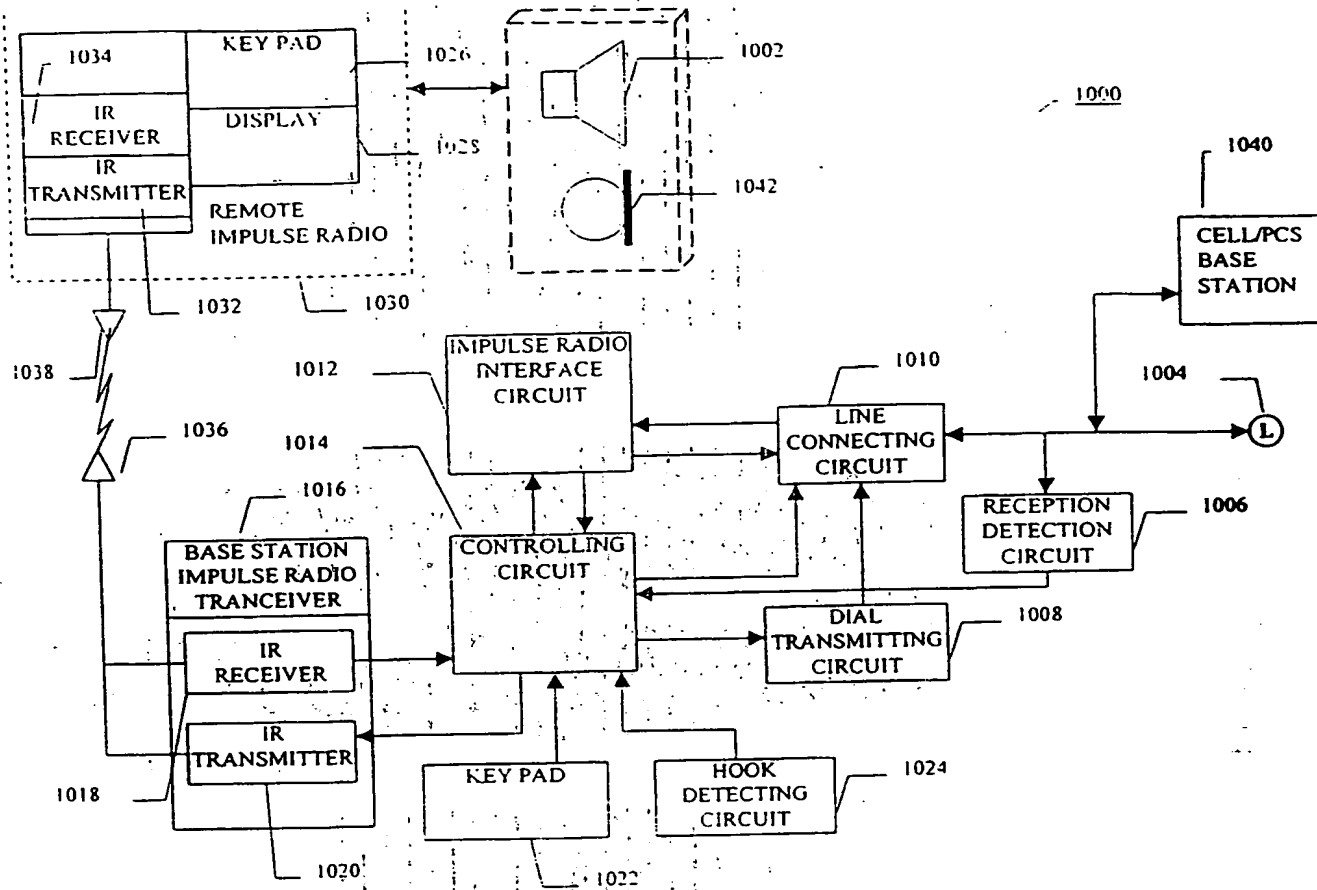 1034
KEY PAD
1026
1002
1000
IR
RECEIVER
DISPLAY
1028
1040
IR
TRANSMITTER
1042
REMOTE
IMPULSE RADIO
CELL/PCS
BASE
STATION
1032
1030
1038
1012
IMPULSE RADIO
INTERFACE
CIRCUIT
1010
1004
1036
1014
LINE
CONNECTING
CIRCUIT
L
1016
RECEPTION
DETECTION
CIRCUIT
1006
BASE STATION
IMPULSE RADIO
TRANCEIVER
CONTROLLING
CIRCUIT
DIAL
TRANSMITTING
CIRCUIT
1008
IR
RECEIVER
IR
TRANSMITTER
1018
KEY PAD
HOOK
DETECTING
CIRCUIT
1024
1020
1022